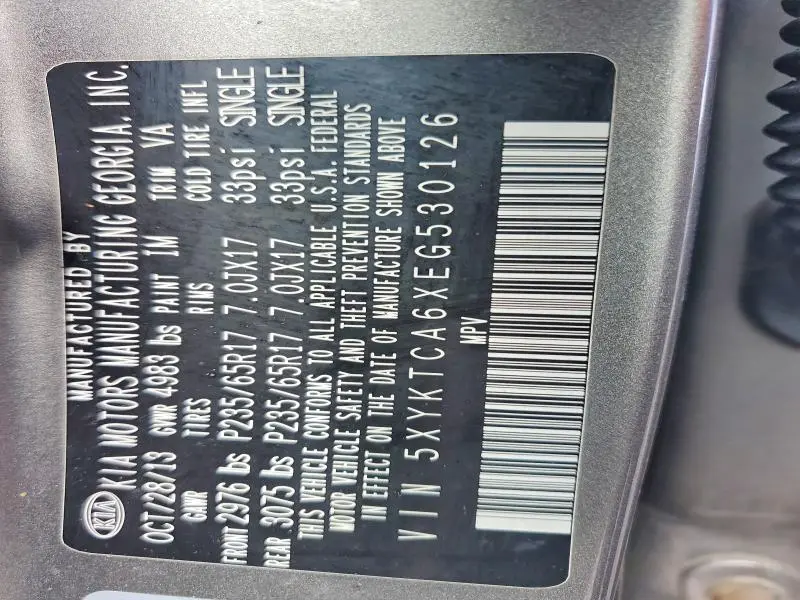 MANUFACTURED BY
KIA KIA MOTORS MANUFACTURING GEORGIA, INC.
OCT/28/13 GVWR 4983 lbs PAINT IM TRIM VA
GAWR TIRES RIMS COLD TIRE INFL
FRONT 2976 lbs P235/65R17 7.0JX17 33psi SINGLE
REAR 3075 lbs P235/65R17 7.0JX17 33psi SINGLE
THIS VEHICLE CONFORMS TO ALL APPLICABLE U.S.A. FEDERAL
MOTOR VEHICLE SAFETY AND THEFT PREVENTION STANDARDS
IN EFFECT ON THE DATE OF MANUFACTURE SHOWN ABOVE
VIN 5XYKTCA6XEG530126
MPV